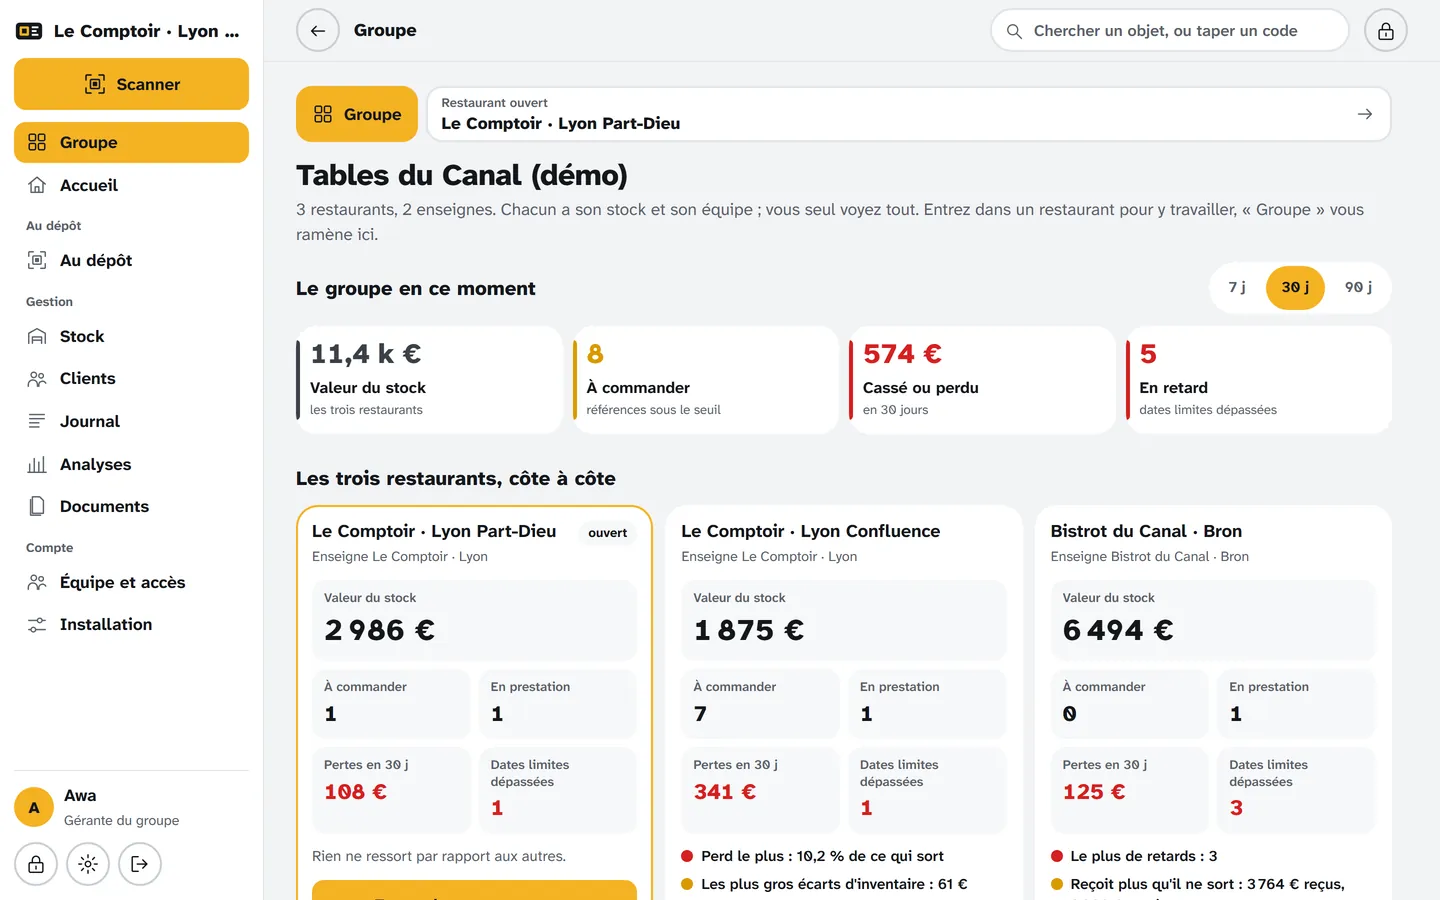 Le Comptoir · Lyon ...
Scanner
Groupe
Accueil
Au dépôt
Au dépôt
Gestion
Stock
Clients
Journal
Analyses
Documents
Compte
Équipe et accès
Installation
A
Awa
Gérante du groupe
Groupe
Chercher un objet, ou taper un code
Groupe
Restaurant ouvert
Le Comptoir · Lyon Part-Dieu
Tables du Canal (démo)
3 restaurants, 2 enseignes. Chacun a son stock et son équipe ; vous seul voyez tout. Entrez dans un restaurant pour y travailler, « Groupe » vous
ramène ici.
Le groupe en ce moment
7 j
30 j
90 j
11,4 k €
Valeur du stock
les trois restaurants
8
À commander
références sous le seuil
574 €
Cassé ou perdu
en 30 jours
5
En retard
dates limites dépassées
Les trois restaurants, côte à côte
Le Comptoir · Lyon Part-Dieu
ouvert
Enseigne Le Comptoir · Lyon
Valeur du stock
2 986 €
À commander
1
En prestation
1
Pertes en 30 j
108 €
Dates limites
dépassées
1
Rien ne ressort par rapport aux autres.
Le Comptoir · Lyon Confluence
Enseigne Le Comptoir · Lyon
Valeur du stock
1 875 €
À commander
7
En prestation
1
Pertes en 30 j
341 €
Dates limites
dépassées
1
Perd le plus : 10,2 % de ce qui sort
Les plus gros écarts d'inventaire : 61 €
Bistrot du Canal · Bron
Enseigne Bistrot du Canal · Bron
Valeur du stock
6 494 €
À commander
0
En prestation
1
Pertes en 30 j
125 €
Dates limites
dépassées
3
Le plus de retards : 3
Reçoit plus qu'il ne sort : 3 764 € reçus,